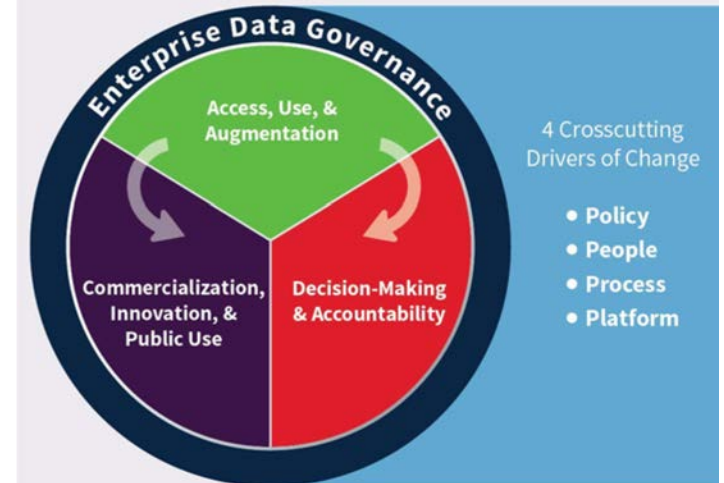 Enterprise Data Governance
Access, Use, &
Augmentation
Commercialization,
Innovation, &
Public Use
Decision-Making
& Accountability
4 Crosscutting
Drivers of Change
• Policy
• People
• Process
• Platform